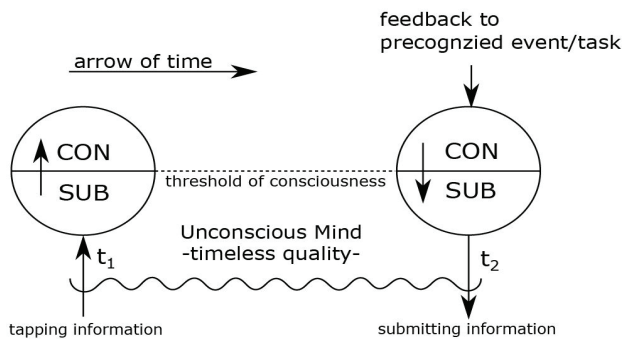 feedback to
precognzied event/task
arrow of time
CON
SUB
CON
SUB
threshold of consciousness
Unconscious Mind
-timeless quality-
t₁
t₂
tapping information
submitting information